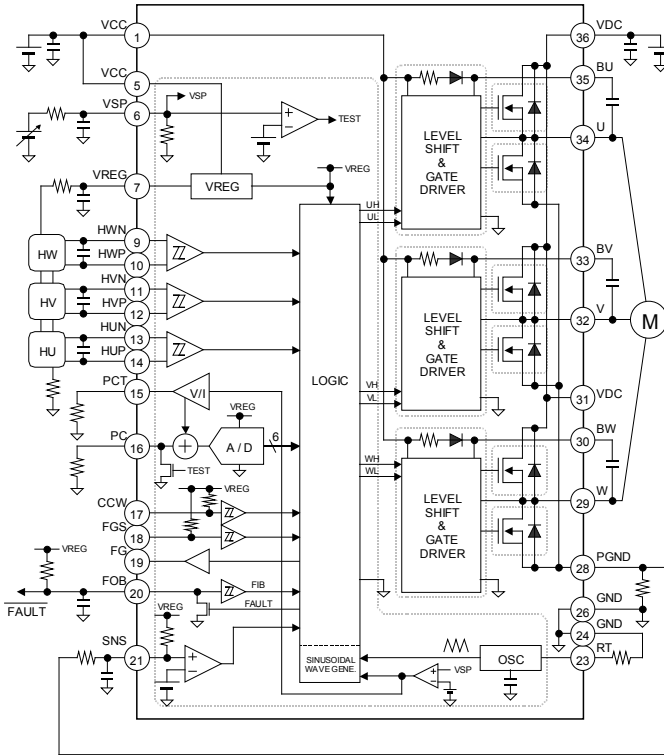 VCC
1
VCC
5
VSP
6
VSP
TEST
VREG
7
VREG
VREG
HW
HWN
9
HWP
10
HV
HVN
11
HVP
12
HU
HUN
13
HUP
14
PCT
15
V/I
VREG
PC
16
A / D
6
TEST
VREG
CCW
17
FGS
18
FG
19
VREG
FOB
20
FIB
FAULT
FAULT
VREG
SNS
21
LOGIC
SINUSOIDAL
WAVE GENE.
VSP
OSC
UH
UL
LEVEL
SHIFT
&
GATE
DRIVER
VH
VL
LEVEL
SHIFT
&
GATE
DRIVER
WH
WL
LEVEL
SHIFT
&
GATE
DRIVER
VDC
36
BU
35
U
34
BV
33
V
32
M
VDC
31
BW
30
W
29
PGND
28
GND
26
GND
24
RT
23